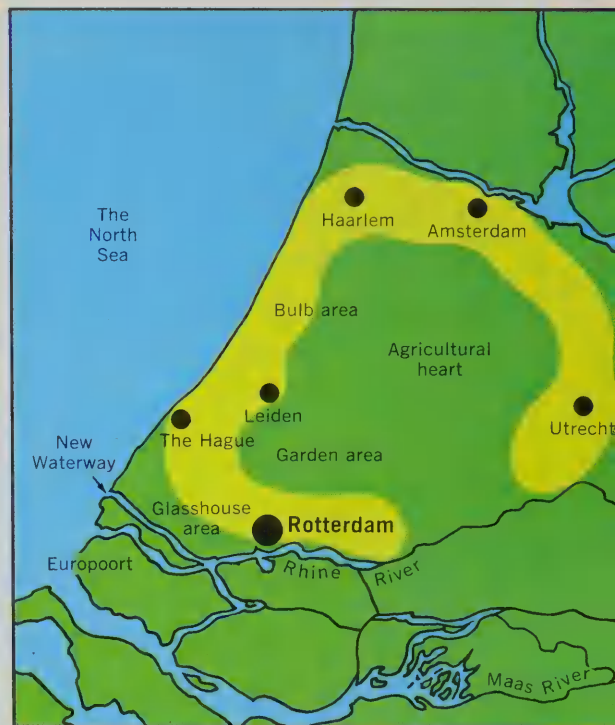 The
North
Sea
Haarlem
Amsterdam
Bulb area
Agricultural
heart
Leiden
Utrecht
The Hague
New
Waterway
Garden area
Glasshouse
area
Rotterdam
Europoort
Rhine River
Maas River